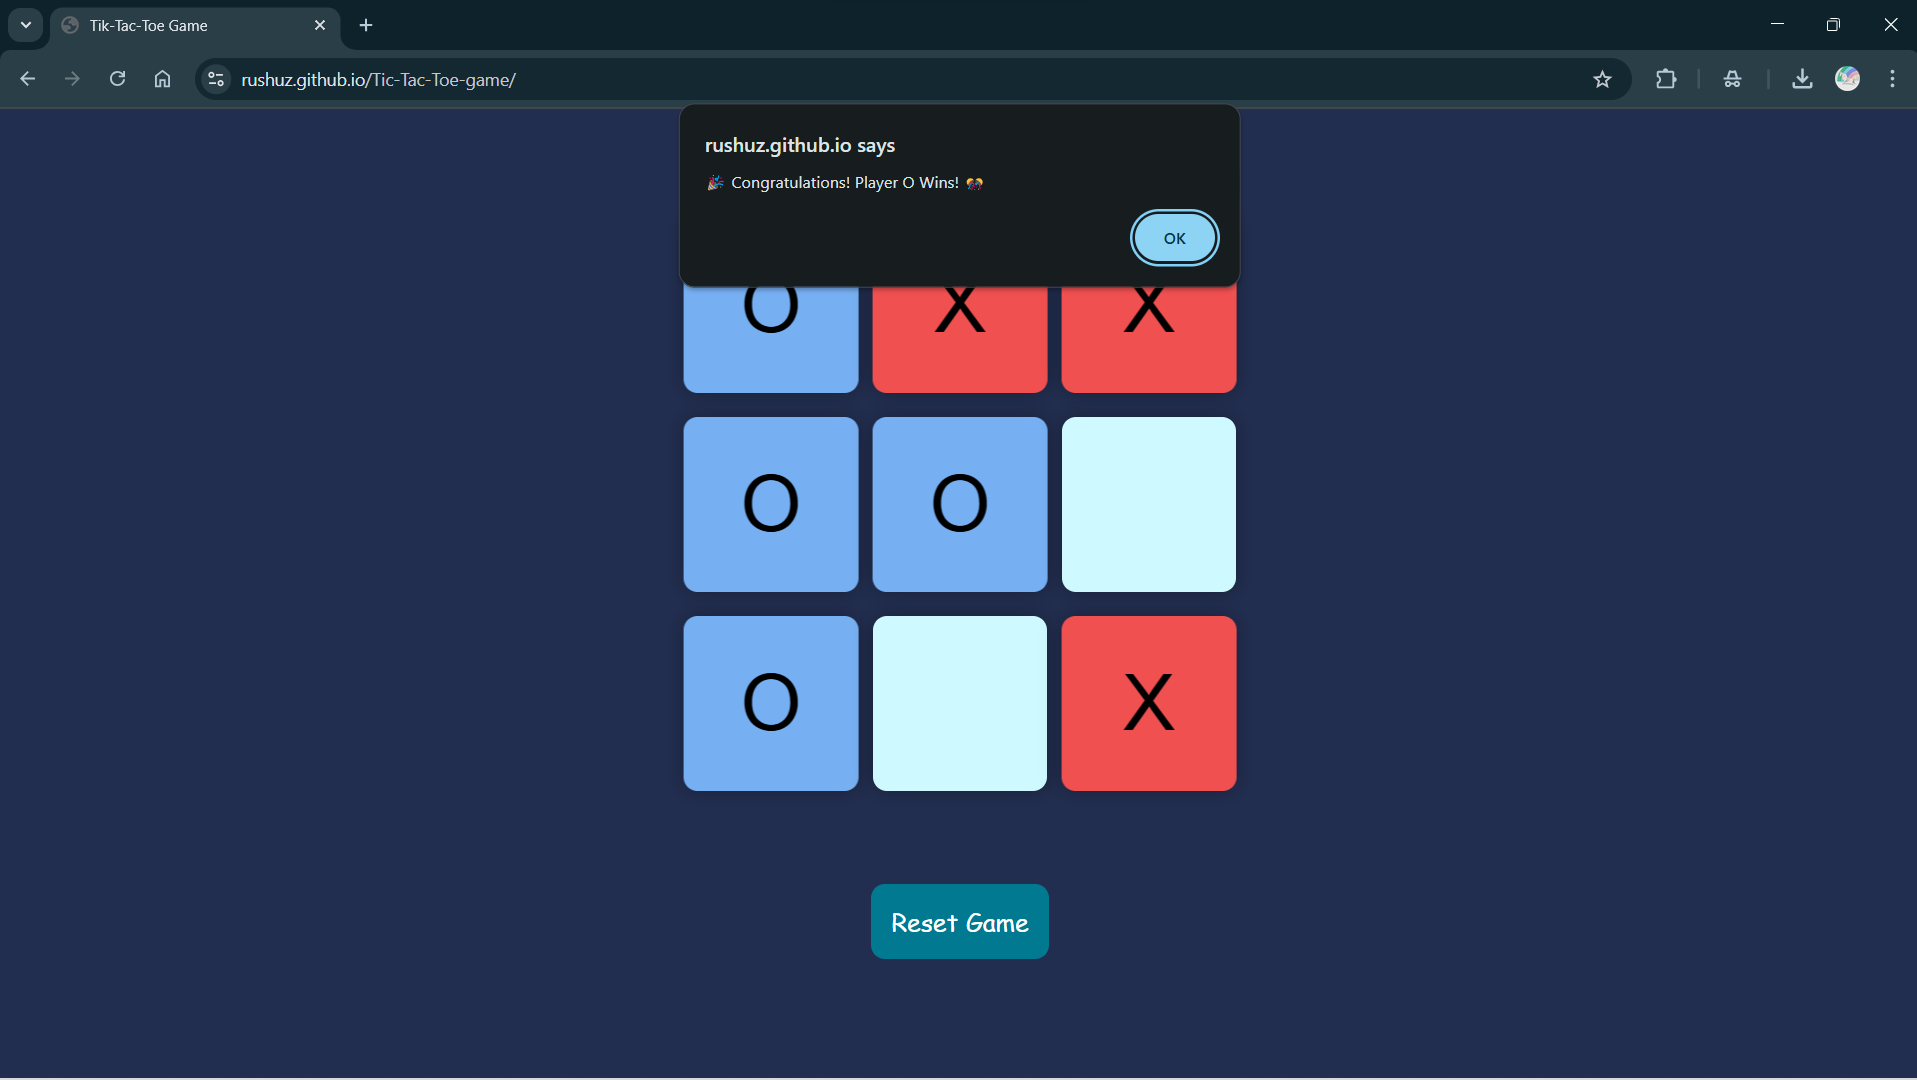 Tik-Tac-Toe Game
rushuz.github.io/Tic-Tac-Toe-game/
rushuz.github.io says
🎉 Congratulations! Player O Wins! 🎊
OK
O X X
O O
O X
Reset Game